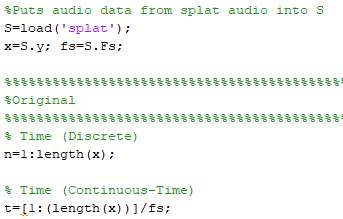 %Puts audio data from splat audio into S
S=load('splat');
x=S.y; fs=S.Fs;
%%%%%%%%%%%%%%%%%%%%%%%%%%%%%%%%%%%%%%%%%%
%Original
%%%%%%%%%%%%%%%%%%%%%%%%%%%%%%%%%%%%%%%%%%
% Time (Discrete)
n=1:length(x);
% Time (Continuous-Time)
t=[1:(length(x))]/fs;